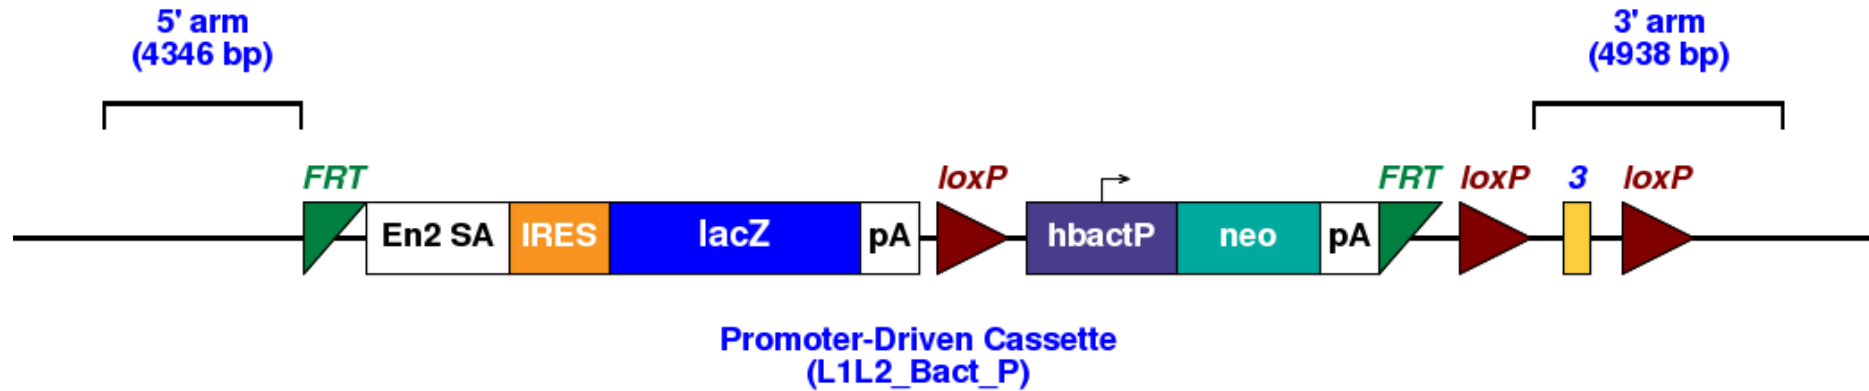 5' arm
(4346 bp)
3' arm
(4938 bp)
FRT
loxP
FRT
loxP
3
loxP
En2 SA
IRES
lacZ
pA
hbactP
neo
pA
Promoter-Driven Cassette
(L1L2_Bact_P)